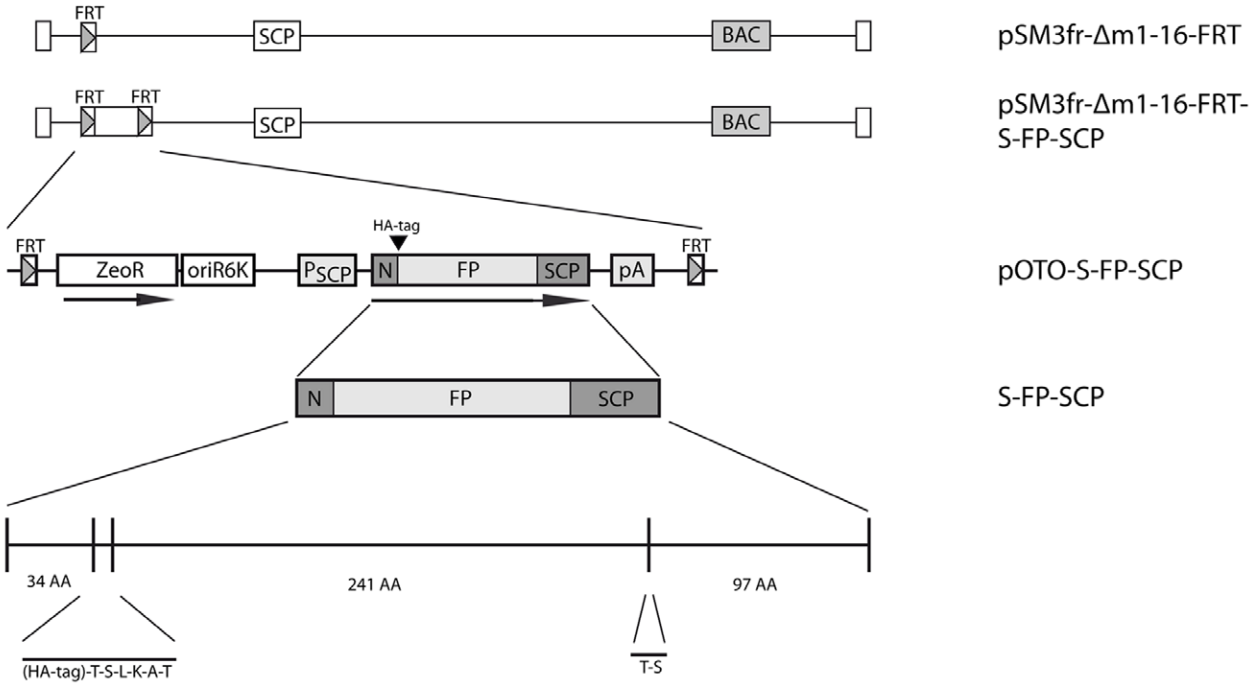 FRT
SCP
BAC
pSM3fr-Δm1-16-FRT
FRT FRT
SCP
BAC
pSM3fr-Δm1-16-FRT-
S-FP-SCP
HA-tag
FRT
ZeoR
oriR6K
PSCP
N
FP
SCP
pA
FRT
pOTO-S-FP-SCP
N
FP
SCP
S-FP-SCP
34 AA
241 AA
97 AA
(HA-tag)-T-S-L-K-A-T
T-S